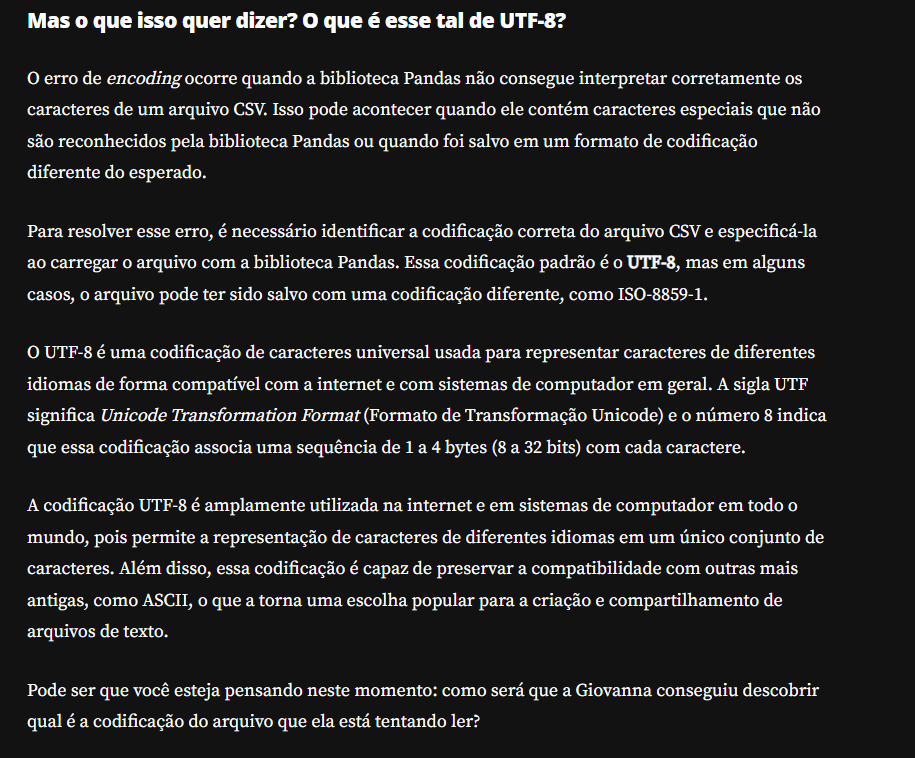 Mas o que isso quer dizer? O que é esse tal de UTF-8?
O erro de encoding ocorre quando a biblioteca Pandas não consegue interpretar corretamente os
caracteres de um arquivo CSV. Isso pode acontecer quando ele contém caracteres especiais que não
são reconhecidos pela biblioteca Pandas ou quando foi salvo em um formato de codificação
diferente do esperado.
Para resolver esse erro, é necessário identificar a codificação correta do arquivo CSV e especificá-la
ao carregar o arquivo com a biblioteca Pandas. Essa codificação padrão é o UTF-8, mas em alguns
casos, o arquivo pode ter sido salvo com uma codificação diferente, como ISO-8859-1.
O UTF-8 é uma codificação de caracteres universal usada para representar caracteres de diferentes
idiomas de forma compatível com a internet e com sistemas de computador em geral. A sigla UTF
significa Unicode Transformation Format (Formato de Transformação Unicode) e o número 8 indica
que essa codificação associa uma sequência de 1 a 4 bytes (8 a 32 bits) com cada caractere.
A codificação UTF-8 é amplamente utilizada na internet e em sistemas de computador em todo o
mundo, pois permite a representação de caracteres de diferentes idiomas em um único conjunto de
caracteres. Além disso, essa codificação é capaz de preservar a compatibilidade com outras mais
antigas, como ASCII, o que a torna uma escolha popular para a criação e compartilhamento de
arquivos de texto.
Pode ser que você esteja pensando neste momento: como será que a Giovanna conseguiu descobrir
qual é a codificação do arquivo que ela está tentando ler?